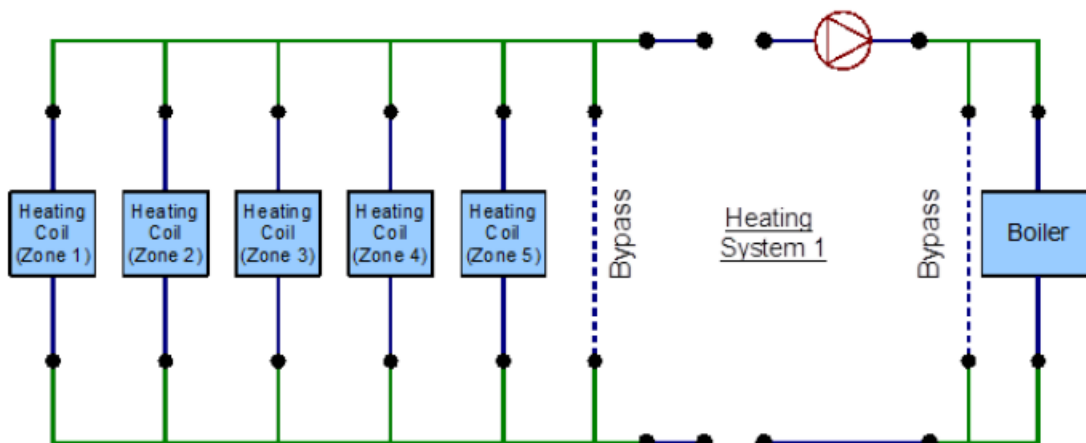 Heating
Coil
(Zone 1)
Heating
Coil
(Zone 2)
Heating
Coil
(Zone 3)
Heating
Coil
(Zone 4)
Heating
Coil
(Zone 5)
Bypass
Heating
System 1
Bypass
Boiler